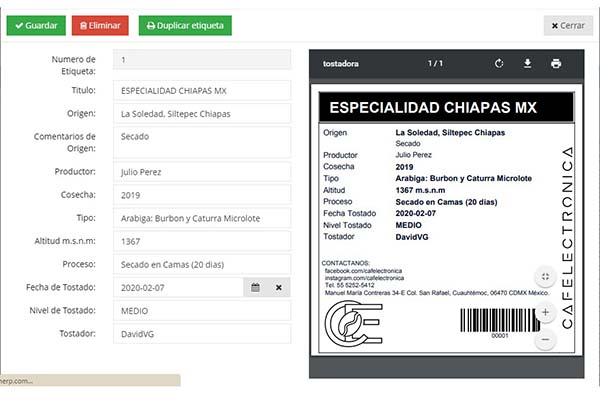 Guardar Eliminar Duplicar etiqueta Cerrar
Numero de
Etiqueta: 1
Titulo: ESPECIALIDAD CHIAPAS MX
Origen: La Soledad, Siltepec Chiapas
Comentarios de
Origen: Secado
Productor: Julio Perez
Cosecha: 2019
Tipo: Arabiga: Burbon y Caturra Microlote
Altitud m.s.n.m: 1367
Proceso: Secado en Camas (20 dias)
Fecha de Tostado: 2020-02-07
Nivel de Tostado: MEDIO
Tostador: DavidVG
nerp.com...
tostadora 1 / 1
ESPECIALIDAD CHIAPAS MX
Origen La Soledad, Siltepec Chiapas
Secado
Productor Julio Perez
Cosecha 2019
Tipo Arabiga: Burbon y Caturra Microlote
Altitud 1367 m.s.n.m
Proceso Secado en Camas (20 dias)
Fecha Tostado 2020-02-07
Nivel Tostado MEDIO
Tostador DavidVG
CAFELECTRONICA
CONTACTANOS:
facebook.com/cafelectronica
instagram.com/cafelectronica
Tel. 55 5252-5412
Manuel María Contreras 34-E Col. San Rafael, Cuauhtémoc, 06470 CDMX México.
00001